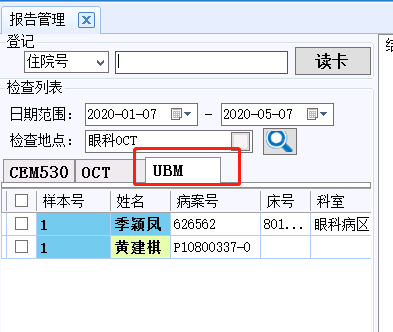 报告管理
登记
住院号
读卡
检查列表
日期范围: 2020-01-07 - 2020-05-07
检查地点: 眼科OCT
CEM530 OCT UBM
样本号 姓名 病案号 床号 科室
1 季颖凤 626562 801... 眼科病区
1 黄建棋 P10800337-0